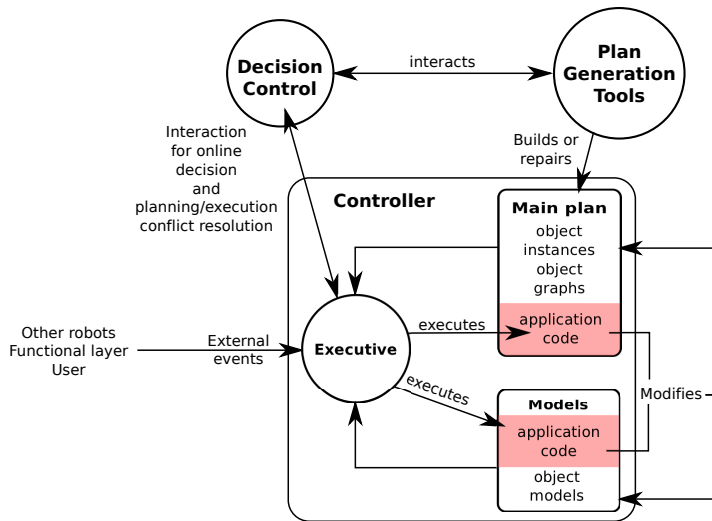 Decision
Control
interacts
Plan
Generation
Tools
Interaction
for online
decision
and
planning/execution
conflict resolution
Builds or
repairs
Controller
Main plan
object
instances
object
graphs
application
code
Other robots
Functional layer
User
External
events
Executive
executes
executes
Modifies
Models
application
code
object
models